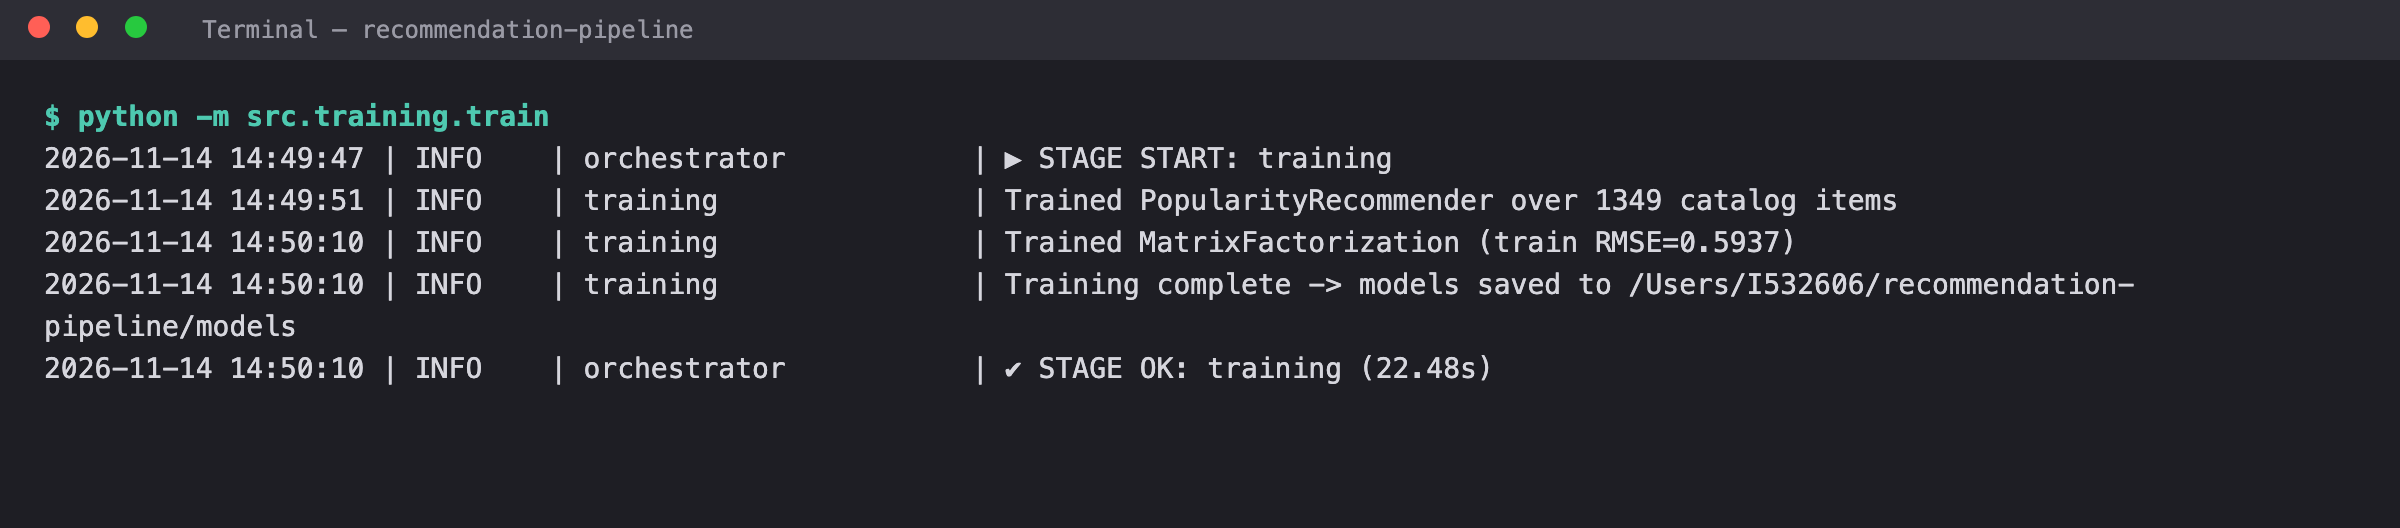 Terminal — recommendation-pipeline
$ python -m src.training.train
2026-11-14 14:49:47 | INFO    | orchestrator           | ▶ STAGE START: training
2026-11-14 14:49:51 | INFO    | training               | Trained PopularityRecommender over 1349 catalog items
2026-11-14 14:50:10 | INFO    | training               | Trained MatrixFactorization (train RMSE=0.5937)
2026-11-14 14:50:10 | INFO    | training               | Training complete -> models saved to /Users/I532606/recommendation-
pipeline/models
2026-11-14 14:50:10 | INFO    | orchestrator           | ✔ STAGE OK: training (22.48s)